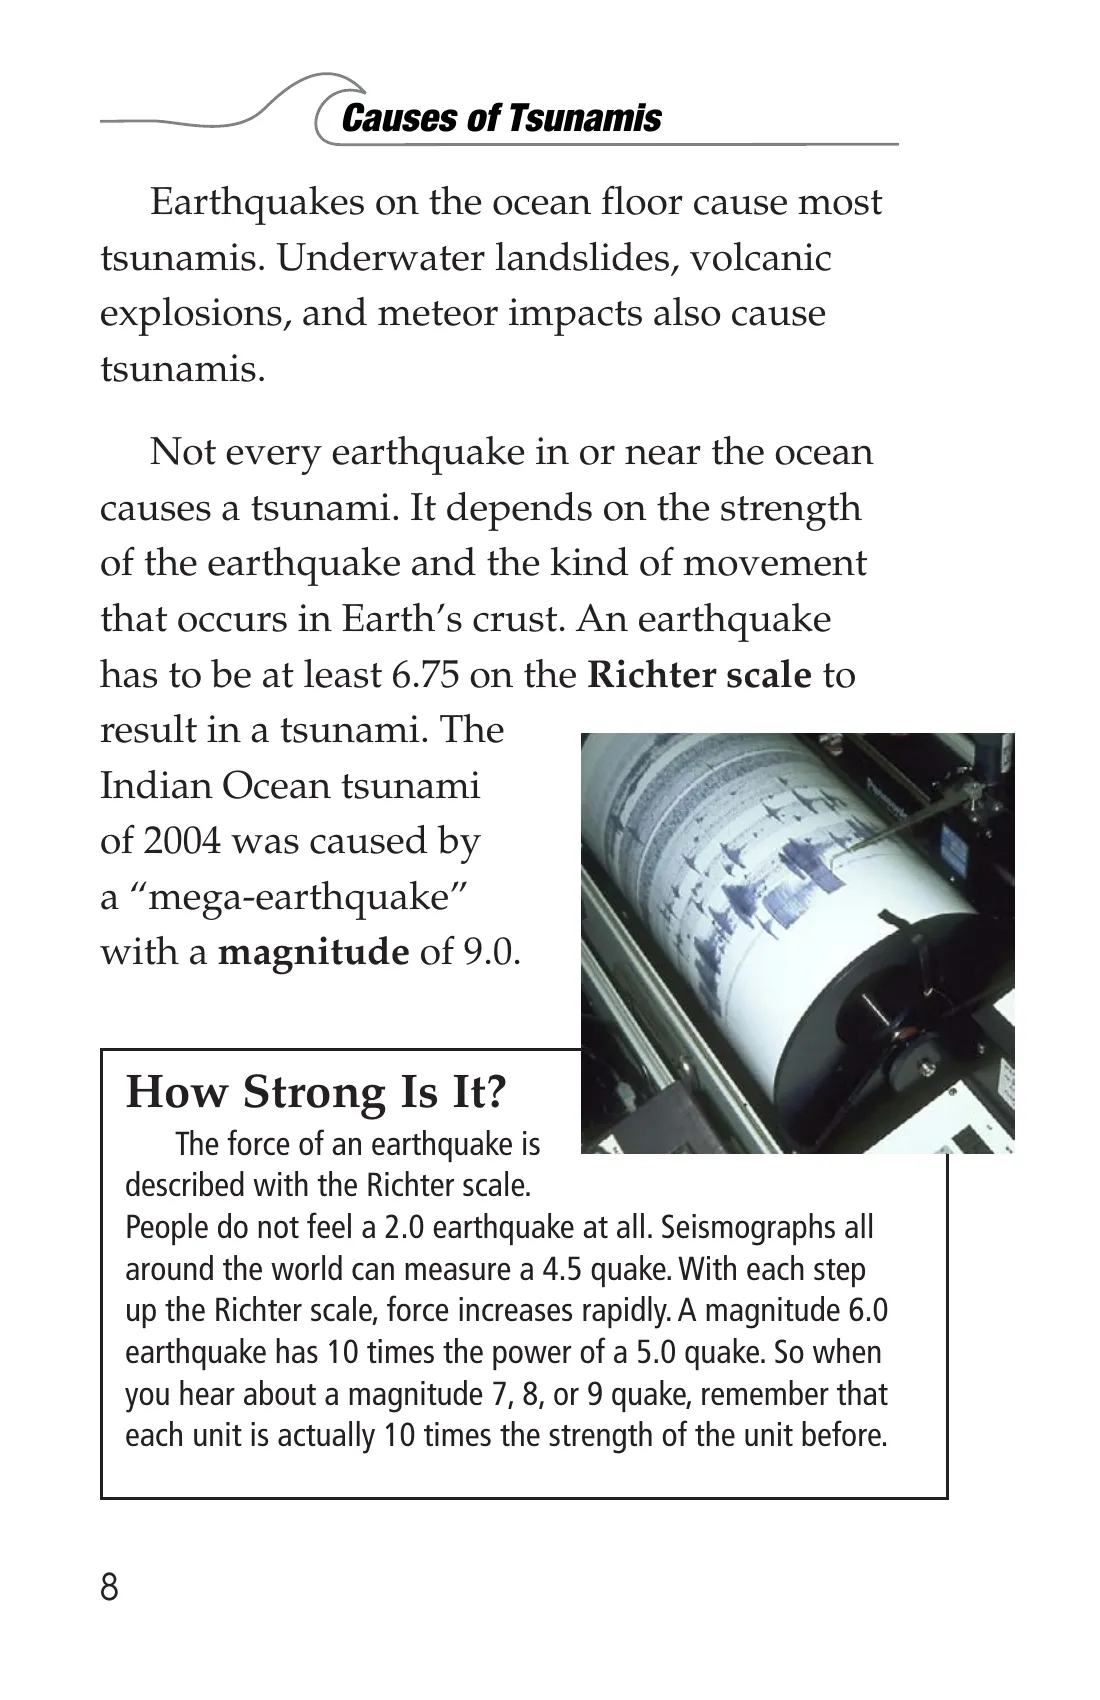 Causes of Tsunamis
Earthquakes on the ocean floor cause most
tsunamis. Underwater landslides, volcanic
explosions, and meteor impacts also cause
tsunamis.
Not every earthquake in or near the ocean
causes a tsunami. It depends on the strength
of the earthquake and the kind of movement
that occurs in Earth’s crust. An earthquake
has to be at least 6.75 on the Richter scale to
result in a tsunami. The
Indian Ocean tsunami
of 2004 was caused by
a “mega-earthquake”
with a magnitude of 9.0.
How Strong Is It?
The force of an earthquake is
described with the Richter scale.
People do not feel a 2.0 earthquake at all. Seismographs all
around the world can measure a 4.5 quake. With each step
up the Richter scale, force increases rapidly. A magnitude 6.0
earthquake has 10 times the power of a 5.0 quake. So when
you hear about a magnitude 7, 8, or 9 quake, remember that
each unit is actually 10 times the strength of the unit before.
8